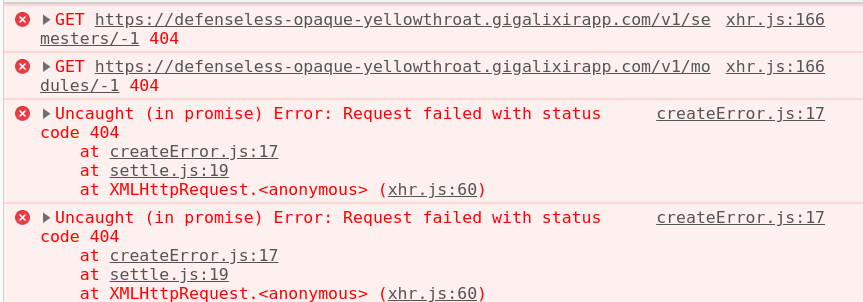 GET https://defenseless-opaque-yellowthroat.gigalixirapp.com/v1/se xhr.js:166
mesters/-1 404
GET https://defenseless-opaque-yellowthroat.gigalixirapp.com/v1/mo xhr.js:166
dules/-1 404
Uncaught (in promise) Error: Request failed with status createError.js:17
code 404
at createError.js:17
at settle.js:19
at XMLHttpRequest.<anonymous> (xhr.js:60)
Uncaught (in promise) Error: Request failed with status createError.js:17
code 404
at createError.js:17
at settle.js:19
at XMLHttpRequest.<anonymous> (xhr.js:60)